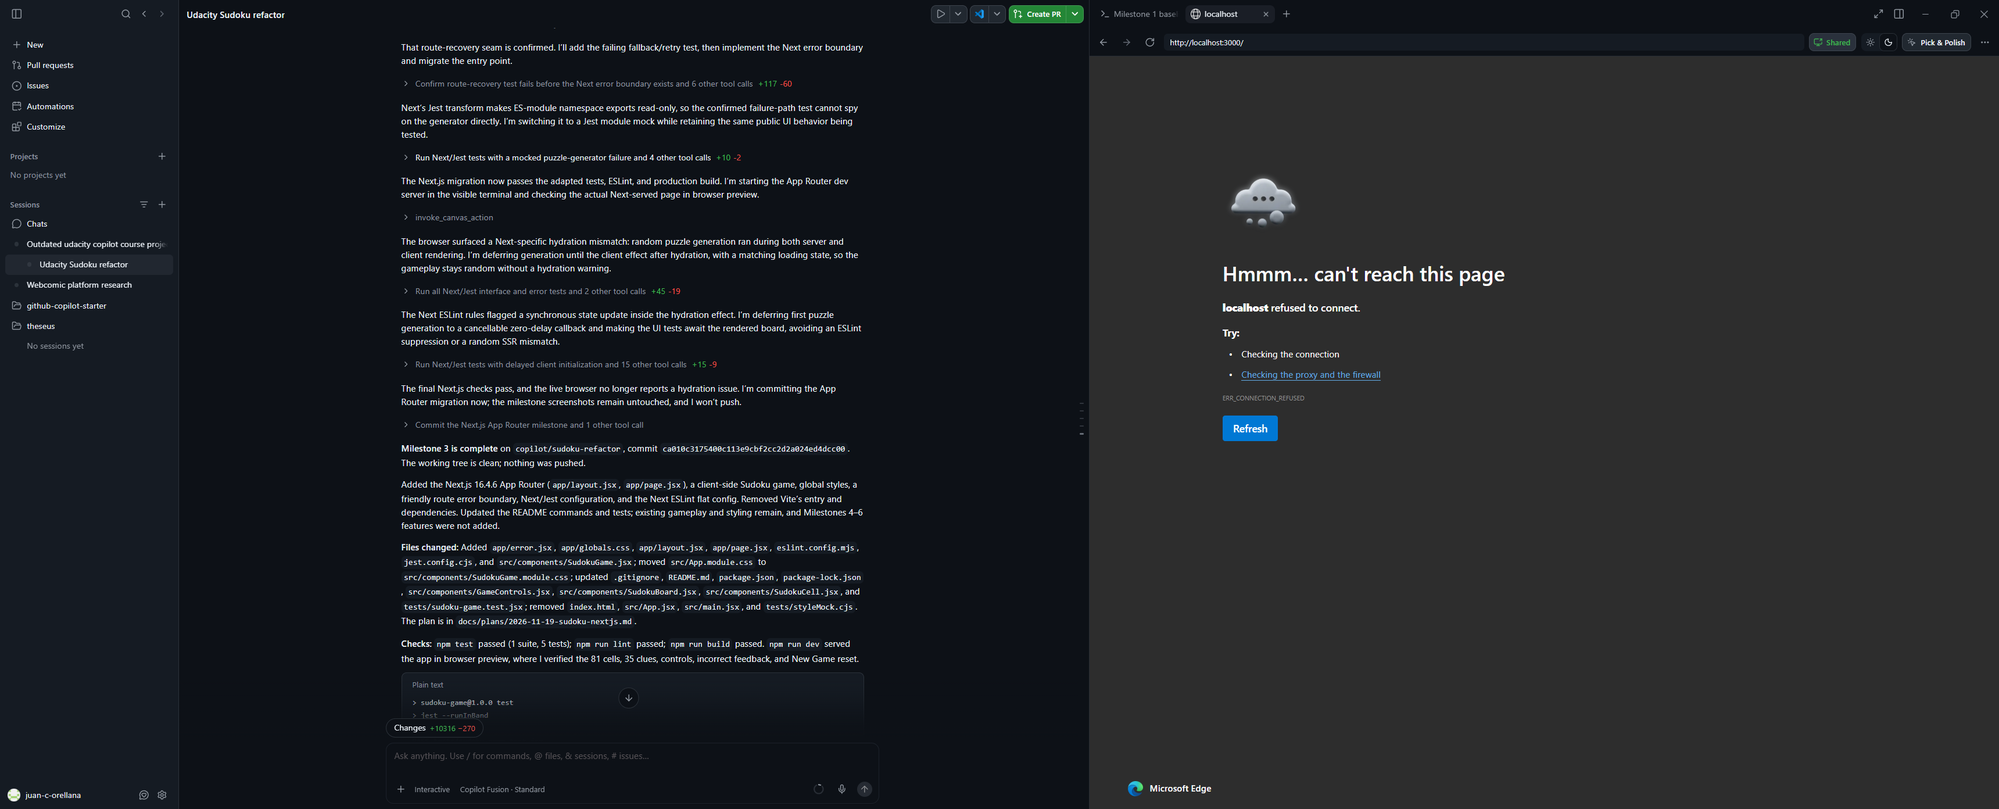 Udacity Sudoku refactor
Create PR
Milestone 1 base
localhost
http://localhost:3000/
Shared
Pick & Polish
New
Pull requests
Issues
Automations
Customize
Projects
No projects yet
Sessions
Chats
Outdated udacity copilot course proje
Udacity Sudoku refactor
Webcomic platform research
github-copilot-starter
theseus
No sessions yet
juan-c-orellana
That route-recovery seam is confirmed. I'll add the failing fallback/retry test, then implement the Next error boundary
and migrate the entry point.
Confirm route-recovery test fails before the Next error boundary exists and 6 other tool calls +117 -60
Next's Jest transform makes ES-module namespace exports read-only, so the confirmed failure-path test cannot spy
on the generator directly. I'm switching it to a Jest module mock while retaining the same public UI behavior being
tested.
Run Next/Jest tests with a mocked puzzle-generator failure and 4 other tool calls +10 -2
The Next.js migration now passes the adapted tests, ESLint, and production build. I'm starting the App Router dev
server in the visible terminal and checking the actual Next-served page in browser preview.
invoke_canvas_action
The browser surfaced a Next-specific hydration mismatch: random puzzle generation ran during both server and
client rendering. I'm deferring generation until the client effect after hydration, with a matching loading state, so the
gameplay stays random without a hydration warning.
Run all Next/Jest interface and error tests and 2 other tool calls +45 -19
The Next ESLint rules flagged a synchronous state update inside the hydration effect. I'm deferring first puzzle
generation to a cancellable zero-delay callback and making the UI tests await the rendered board, avoiding an ESLint
suppression or a random SSR mismatch.
Run Next/Jest tests with delayed client initialization and 15 other tool calls +15 -9
The final Next.js checks pass, and the live browser no longer reports a hydration issue. I'm committing the App
Router migration now; the milestone screenshots remain untouched, and I won't push.
Commit the Next.js App Router milestone and 1 other tool call
Milestone 3 is complete on copilot/sudoku-refactor, commit ca010c3175400c113e9cbf2cc2d2a024ed4dcc00.
The working tree is clean; nothing was pushed.
Added the Next.js 16.4.6 App Router (app/layout.jsx, app/page.jsx), a client-side Sudoku game, global styles, a
friendly route error boundary, Next/Jest configuration, and the Next ESLint flat config. Removed Vite's entry and
dependencies. Updated the README commands and tests; existing gameplay and styling remain, and Milestones 4–6
features were not added.
Files changed: Added app/error.jsx, app/globals.css, app/layout.jsx, app/page.jsx, eslint.config.mjs,
jest.config.cjs, and src/components/SudokuGame.jsx; moved src/App.module.css to
src/components/SudokuGame.module.css; updated .gitignore, README.md, package.json, package-lock.json
, src/components/GameControls.jsx, src/components/SudokuBoard.jsx, src/components/SudokuCell.jsx, and
tests/sudoku-game.test.jsx; removed index.html, src/App.jsx, src/main.jsx, and tests/styleMock.cjs.
The plan is in docs/plans/2026-11-19-sudoku-nextjs.md.
Checks: npm test passed (1 suite, 5 tests); npm run lint passed; npm run build passed. npm run dev served
the app in browser preview, where I verified the 81 cells, 35 clues, controls, incorrect feedback, and New Game reset.
Plain text
> sudoku-game@1.0.0 test
> jest --runInBand
Changes +10316 −270
Ask anything. Use / for commands, @ files, & sessions, # issues...
Interactive
Copilot Fusion · Standard
Hmmm... can't reach this page
localhost refused to connect.
Try:
• Checking the connection
• Checking the proxy and the firewall
ERR_CONNECTION_REFUSED
Refresh
Microsoft Edge